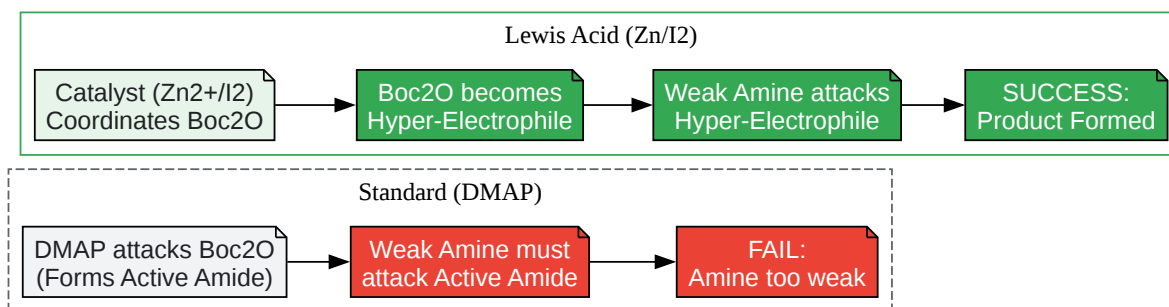 Lewis Acid (Zn/I2)
Catalyst (Zn2+/I2)
Coordinates Boc2O
Boc2O becomes
Hyper-Electrophile
Weak Amine attacks
Hyper-Electrophile
SUCCESS:
Product Formed
Standard (DMAP)
DMAP attacks Boc2O
(Forms Active Amide)
Weak Amine must
attack Active Amide
FAIL:
Amine too weak